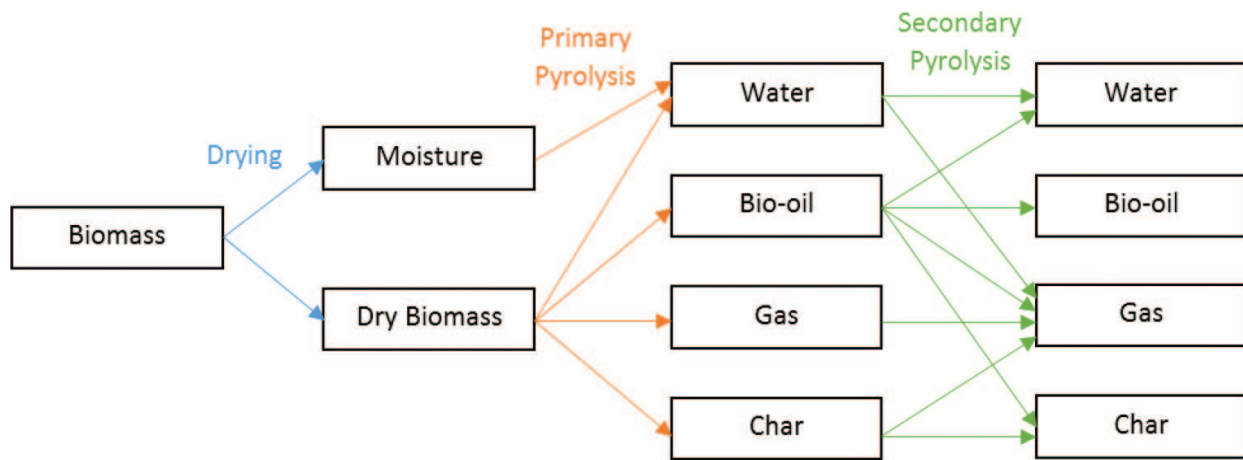 Primary
Pyrolysis
Secondary
Pyrolysis
Water
Water
Drying
Moisture
Bio-oil
Bio-oil
Biomass
Dry Biomass
Gas
Gas
Char
Char